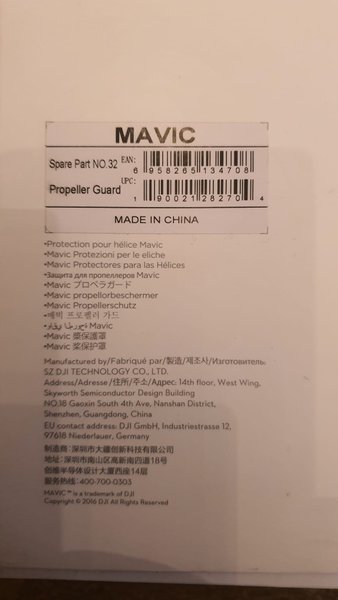 MAVIC
Spare Part NO.32 EAN:
6 958265 134708
Propeller Guard UPC:
1 90021 28270 4
MADE IN CHINA
•Protection pour hélice Mavic
•Mavic Protezioni per le eliche
•Mavic Protectores para las Hélices
•Защита для пропеллеров Mavic
•Mavic プロペラガード
•Mavic propellorbeschermer
•Mavic Propellerschutz
•매빅 프로펠러 가드
Mavic
•Mavic 槳保護罩
•Mavic 桨保护罩
Manufactured by/Fabriqué par/製造/제조사/Изготовитель:
SZ DJI TECHNOLOGY CO., LTD.
Address/Adresse/住所/주소/Адрес: 14th floor, West Wing,
Skyworth Semiconductor Design Building
NO.18 Gaoxin South 4th Ave, Nanshan District,
Shenzhen, Guangdong, China
EU contact address: DJI GmbH, Industriestrasse 12,
97618 Niederlauer, Germany
制造商: 深圳市大疆创新科技有限公司
地址: 深圳市南山区高新南四道18号
创维半导体设计大厦西座14层
服务热线: 400-700-0303
MAVIC™ is a trademark of DJI
Copyright © 2016 DJI All Rights Reserved